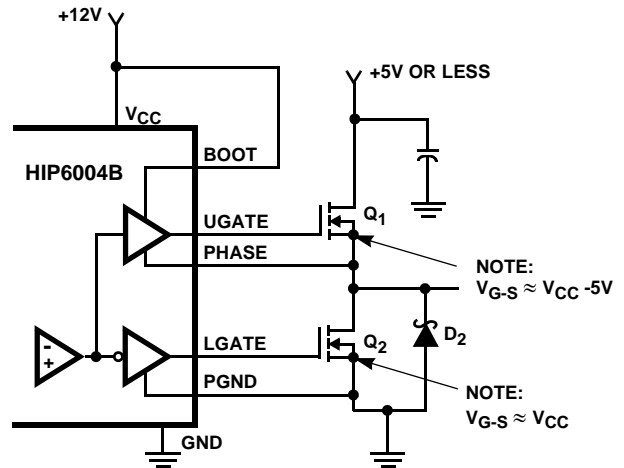 +12V
+5V OR LESS
VCC
BOOT
HIP6004B
Q1
UGATE
PHASE
NOTE:
VG-S ≈ VCC -5V
D2
- +
LGATE
Q2
PGND
NOTE:
VG-S ≈ VCC
GND